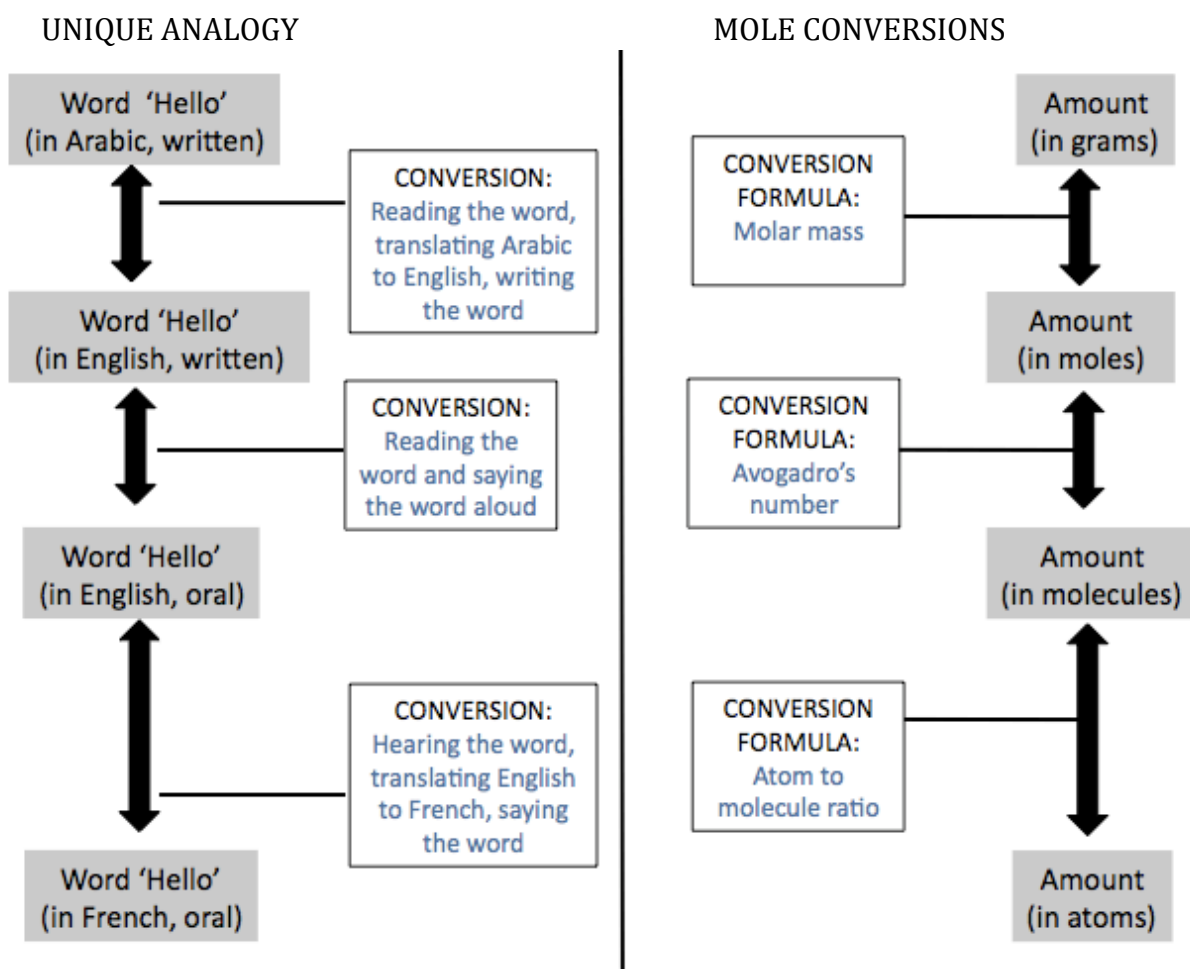 UNIQUE ANALOGY
Word 'Hello'
(in Arabic, written)
CONVERSION:
Reading the word,
translating Arabic
to English, writing
the word
Word 'Hello'
(in English, written)
CONVERSION:
Reading the
word and saying
the word aloud
Word 'Hello'
(in English, oral)
CONVERSION:
Hearing the word,
translating English
to French, saying
the word
Word 'Hello'
(in French, oral)
MOLE CONVERSIONS
Amount
(in grams)
CONVERSION
FORMULA:
Molar mass
Amount
(in moles)
CONVERSION
FORMULA:
Avogadro's
number
Amount
(in molecules)
CONVERSION
FORMULA:
Atom to
molecule ratio
Amount
(in atoms)